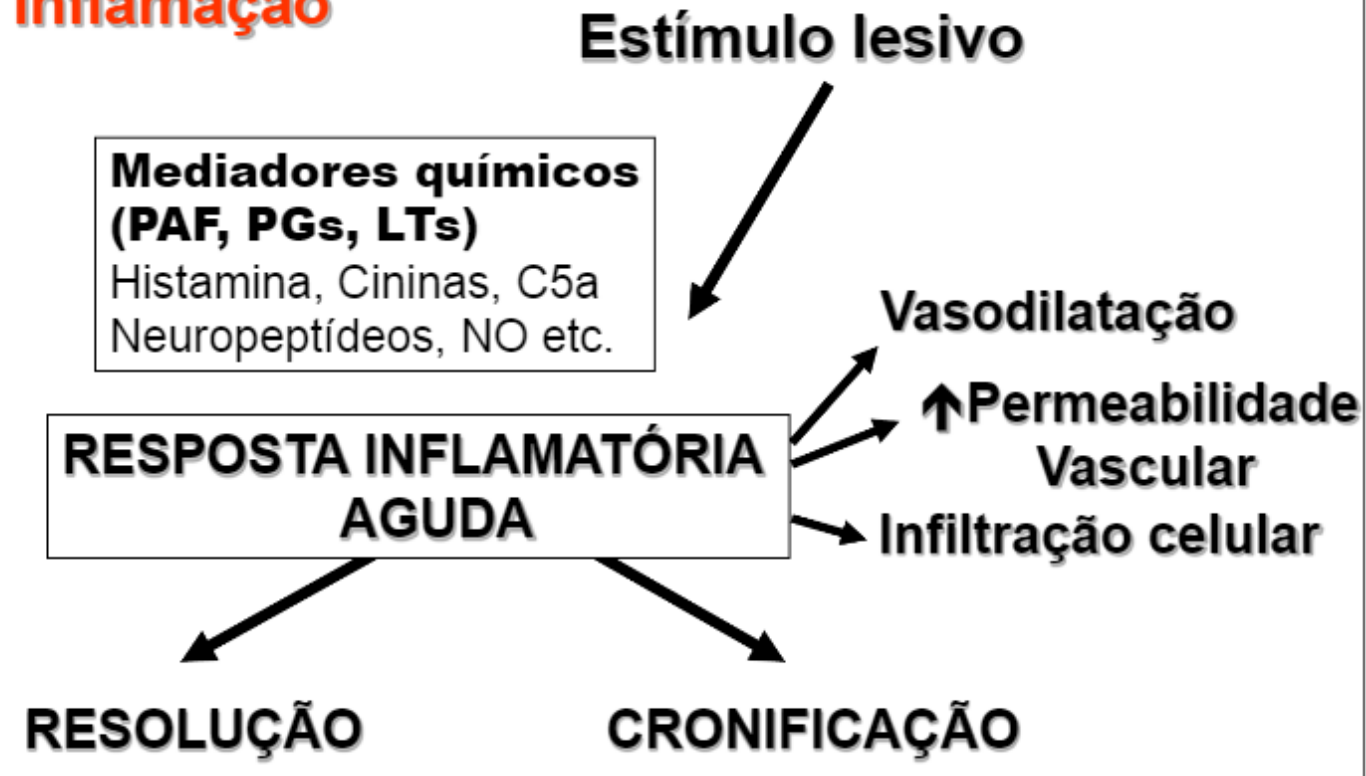 Inflamação
Estímulo lesivo
Mediadores químicos
(PAF, PGs, LTs)
Histamina, Cininas, C5a
Neuropeptídeos, NO etc.
Vasodilatação
↑Permeabilidade
Vascular
Infiltração celular
RESPOSTA INFLAMATÓRIA
AGUDA
RESOLUÇÃO
CRONIFICAÇÃO